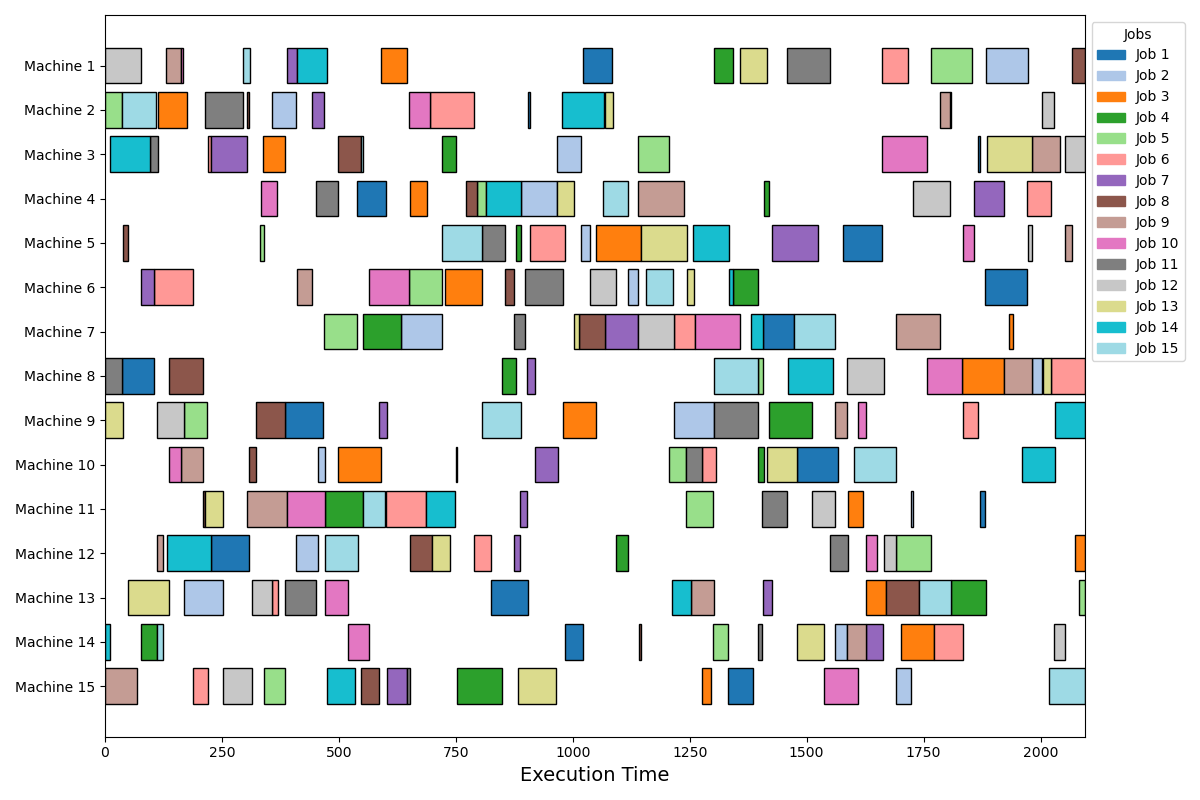 Machine 1
Machine 2
Machine 3
Machine 4
Machine 5
Machine 6
Machine 7
Machine 8
Machine 9
Machine 10
Machine 11
Machine 12
Machine 13
Machine 14
Machine 15
0 250 500 750 1000 1250 1500 1750 2000
Execution Time
Jobs
Job 1
Job 2
Job 3
Job 4
Job 5
Job 6
Job 7
Job 8
Job 9
Job 10
Job 11
Job 12
Job 13
Job 14
Job 15